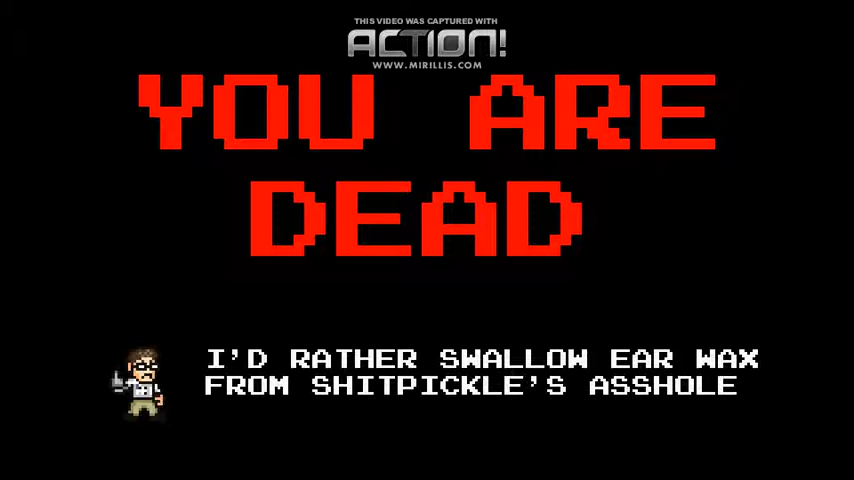 THIS VIDEO WAS CAPTURED WITH
ACTION!
WWW.MIRILLIS.COM
YOU ARE
DEAD
I'D RATHER SWALLOW EAR WAX
FROM SHITPICKLE'S ASSHOLE